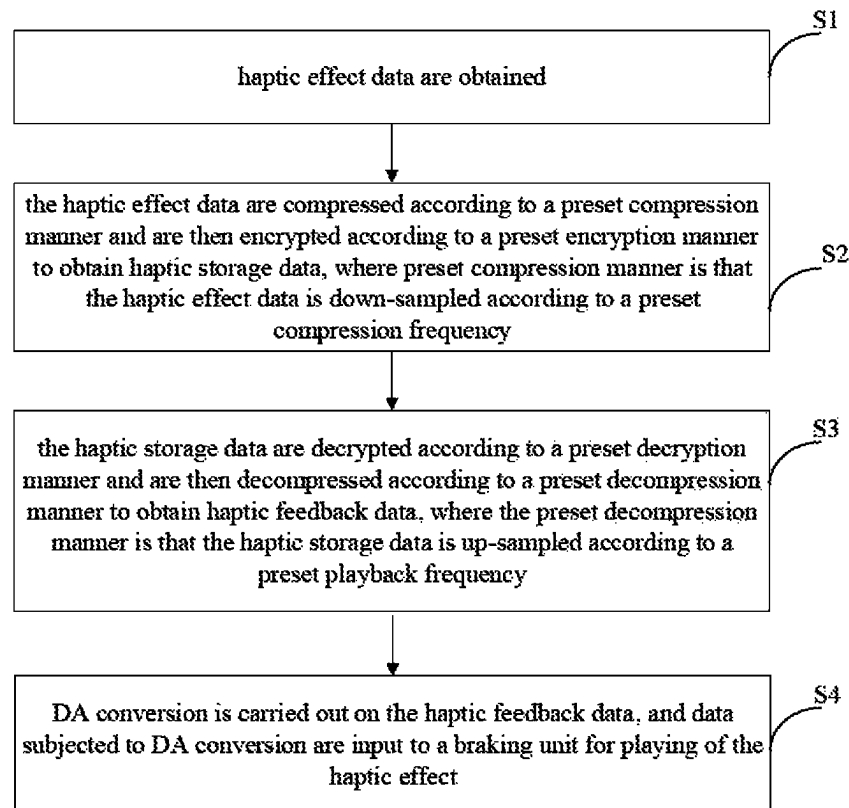 S1
haptic effect data are obtained
the haptic effect data are compressed according to a preset compression
manner and are then encrypted according to a preset encryption manner
to obtain haptic storage data, where preset compression manner is that
the haptic effect data is down-sampled according to a preset
compression frequency
S2
the haptic storage data are decrypted according to a preset decryption
manner and are then decompressed according to a preset decompression
manner to obtain haptic feedback data, where the preset decompression
manner is that the haptic storage data is up-sampled according to a
preset playback frequency
S3
DA conversion is carried out on the haptic feedback data, and data
subjected to DA conversion are input to a braking unit for playing of the
haptic effect
S4